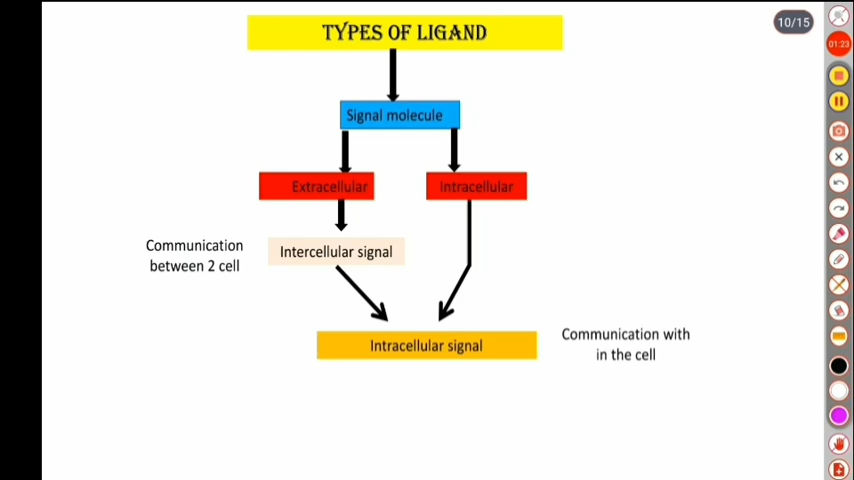 TYPES OF LIGAND
10/15
01:23
Signal molecule
Extracellular
Intracellular
Communication
between 2 cell
Intercellular signal
Intracellular signal
Communication with
in the cell